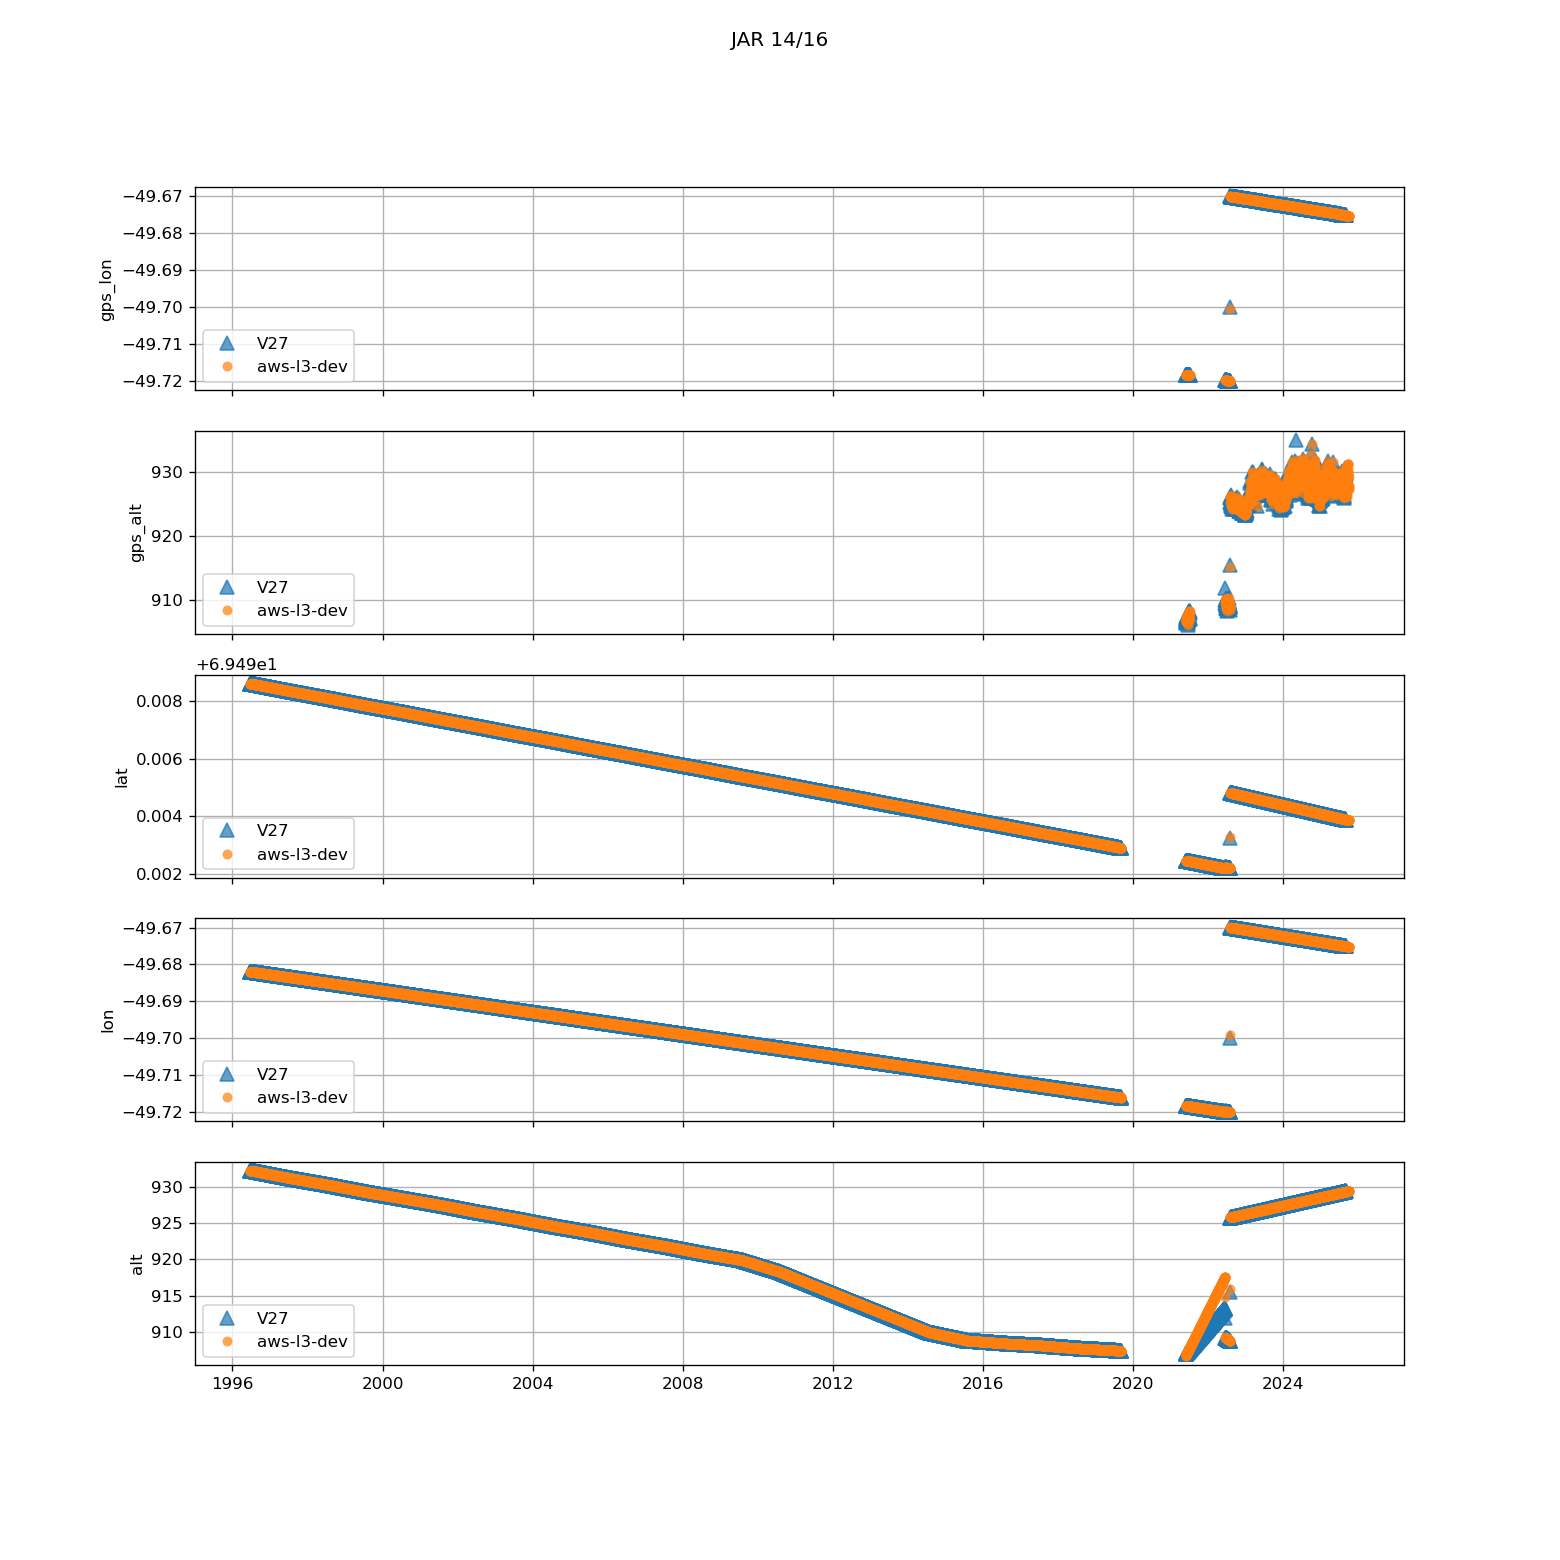 JAR 14/16
−49.67
−49.68
−49.69
−49.70
−49.71
−49.72
gps_lon
V27
aws-l3-dev
930
920
910
gps_alt
V27
aws-l3-dev
+6.949e1
0.008
0.006
0.004
0.002
lat
V27
aws-l3-dev
−49.67
−49.68
−49.69
−49.70
−49.71
−49.72
lon
V27
aws-l3-dev
930
925
920
915
910
alt
V27
aws-l3-dev
1996 2000 2004 2008 2012 2016 2020 2024